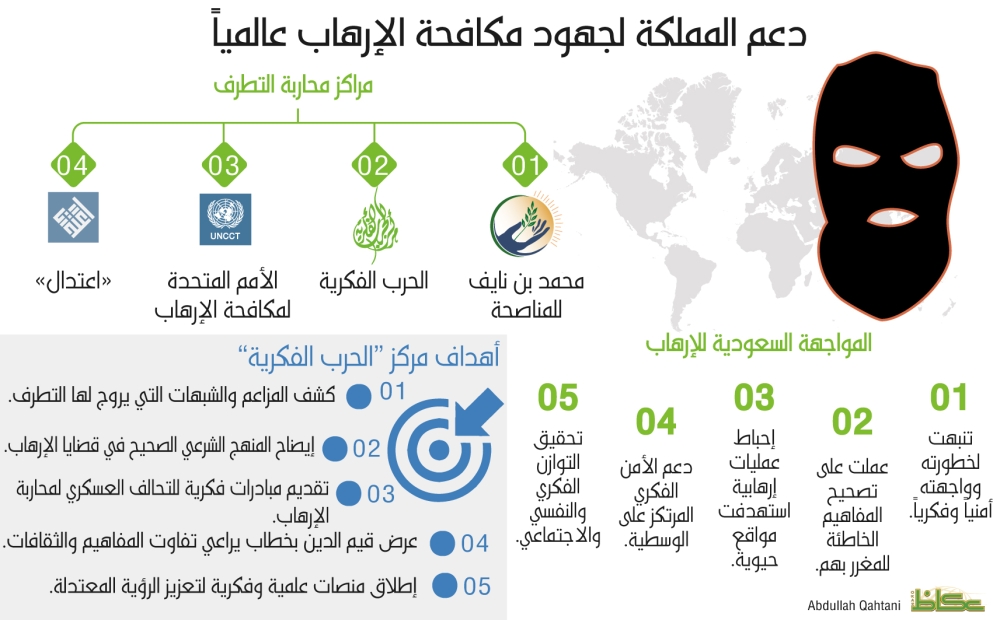 دعم المملكة لجهود مكافحة الإرهاب عالمياً
مراكز محاربة التطرف
01
محمد بن نايف
للمناصحة
02
الحرب الفكرية
03
UNCCT
الأمم المتحدة
لمكافحة الإرهاب
04
«اعتدال»
المواجهة السعودية للإرهاب
01
تنبهت
لخطورته
وواجهته
أمنياً وفكرياً.
02
عملت على
تصحيح
المفاهيم
الخاطئة
للمغرر بهم.
03
إحباط
عمليات
إرهابية
استهدفت
مواقع
حيوية.
04
دعم الأمن
الفكري
المرتكز على
الوسطية.
05
تحقيق
التوازن
الفكري
والنفسي
والاجتماعي.
أهداف مركز ”الحرب الفكرية“
01 كشف المزاعم والشبهات التي يروج لها التطرف.
02 إيضاح المنهج الشرعي الصحيح في قضايا الإرهاب.
03 تقديم مبادرات فكرية للتحالف العسكري لمحاربة
الإرهاب.
04 عرض قيم الدين بخطاب يراعي تفاوت المفاهيم والثقافات.
05 إطلاق منصات علمية وفكرية لتعزيز الرؤية المعتدلة.
Abdullah Qahtani
عكاظ